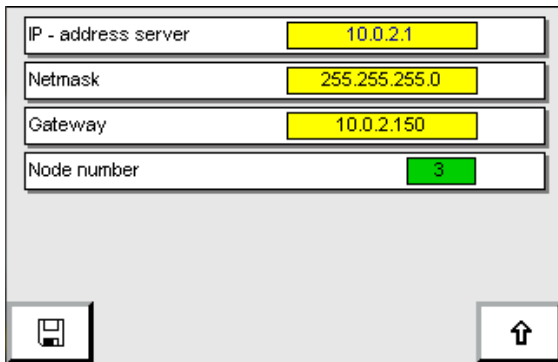 IP - address server 10.0.2.1
Netmask 255.255.255.0
Gateway 10.0.2.150
Node number 3